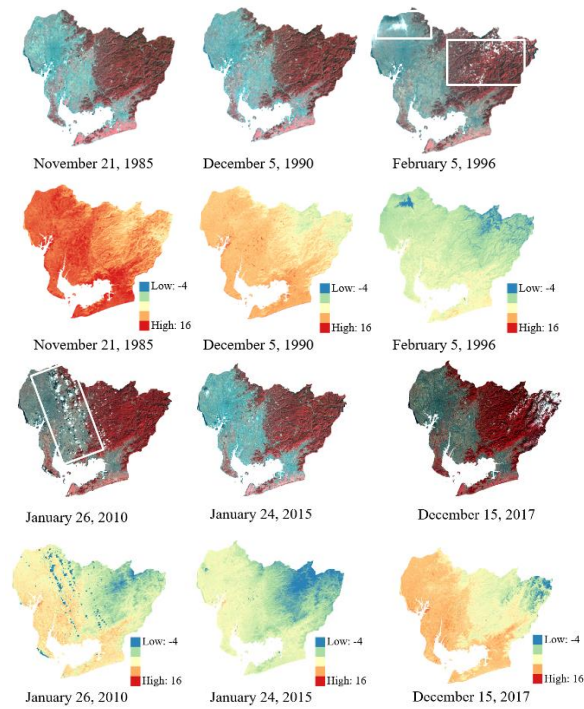 November 21, 1985
December 5, 1990
February 5, 1996
Low: -4
High: 16
Low: -4
High: 16
Low: -4
High: 16
November 21, 1985
December 5, 1990
February 5, 1996
January 26, 2010
January 24, 2015
December 15, 2017
Low: -4
High: 16
Low: -4
High: 16
Low: -4
High: 16
January 26, 2010
January 24, 2015
December 15, 2017